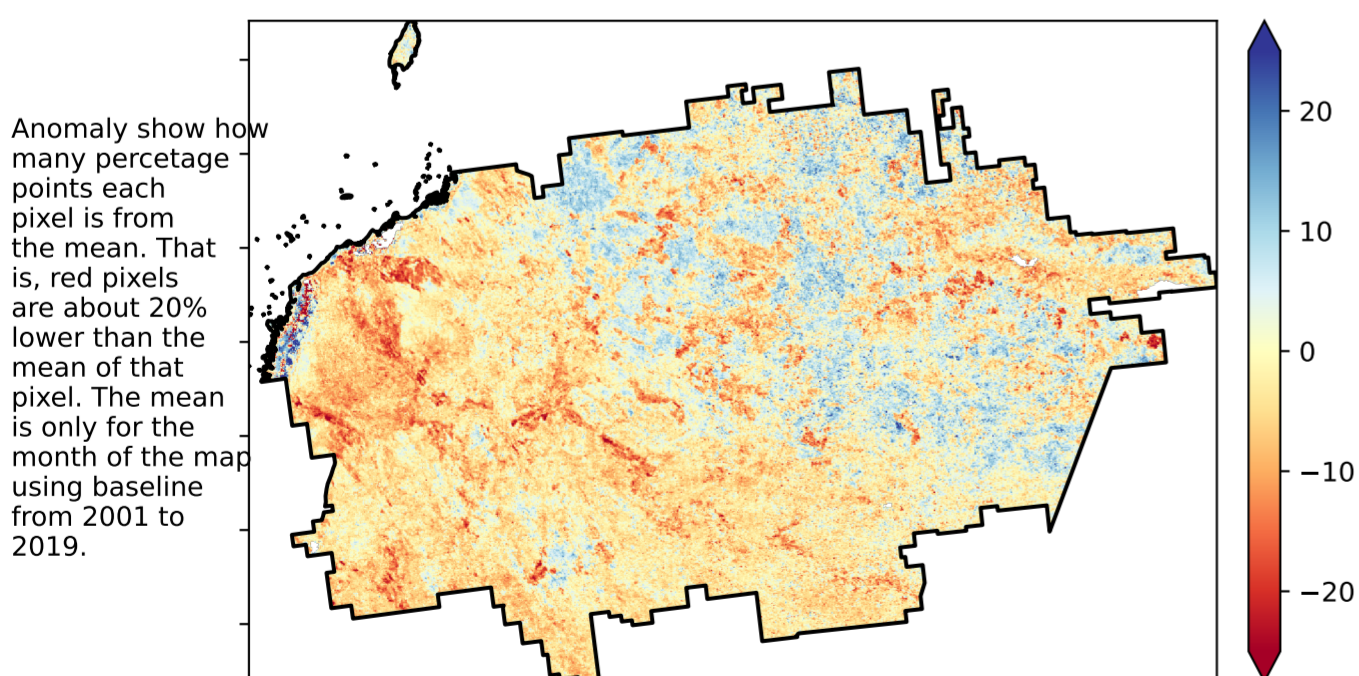 Anomaly show how
many percetage
points each
pixel is from
the mean. That
is, red pixels
are about 20%
lower than the
mean of that
pixel. The mean
is only for the
month of the map
using baseline
from 2001 to
2019.
20
10
0
−10
−20